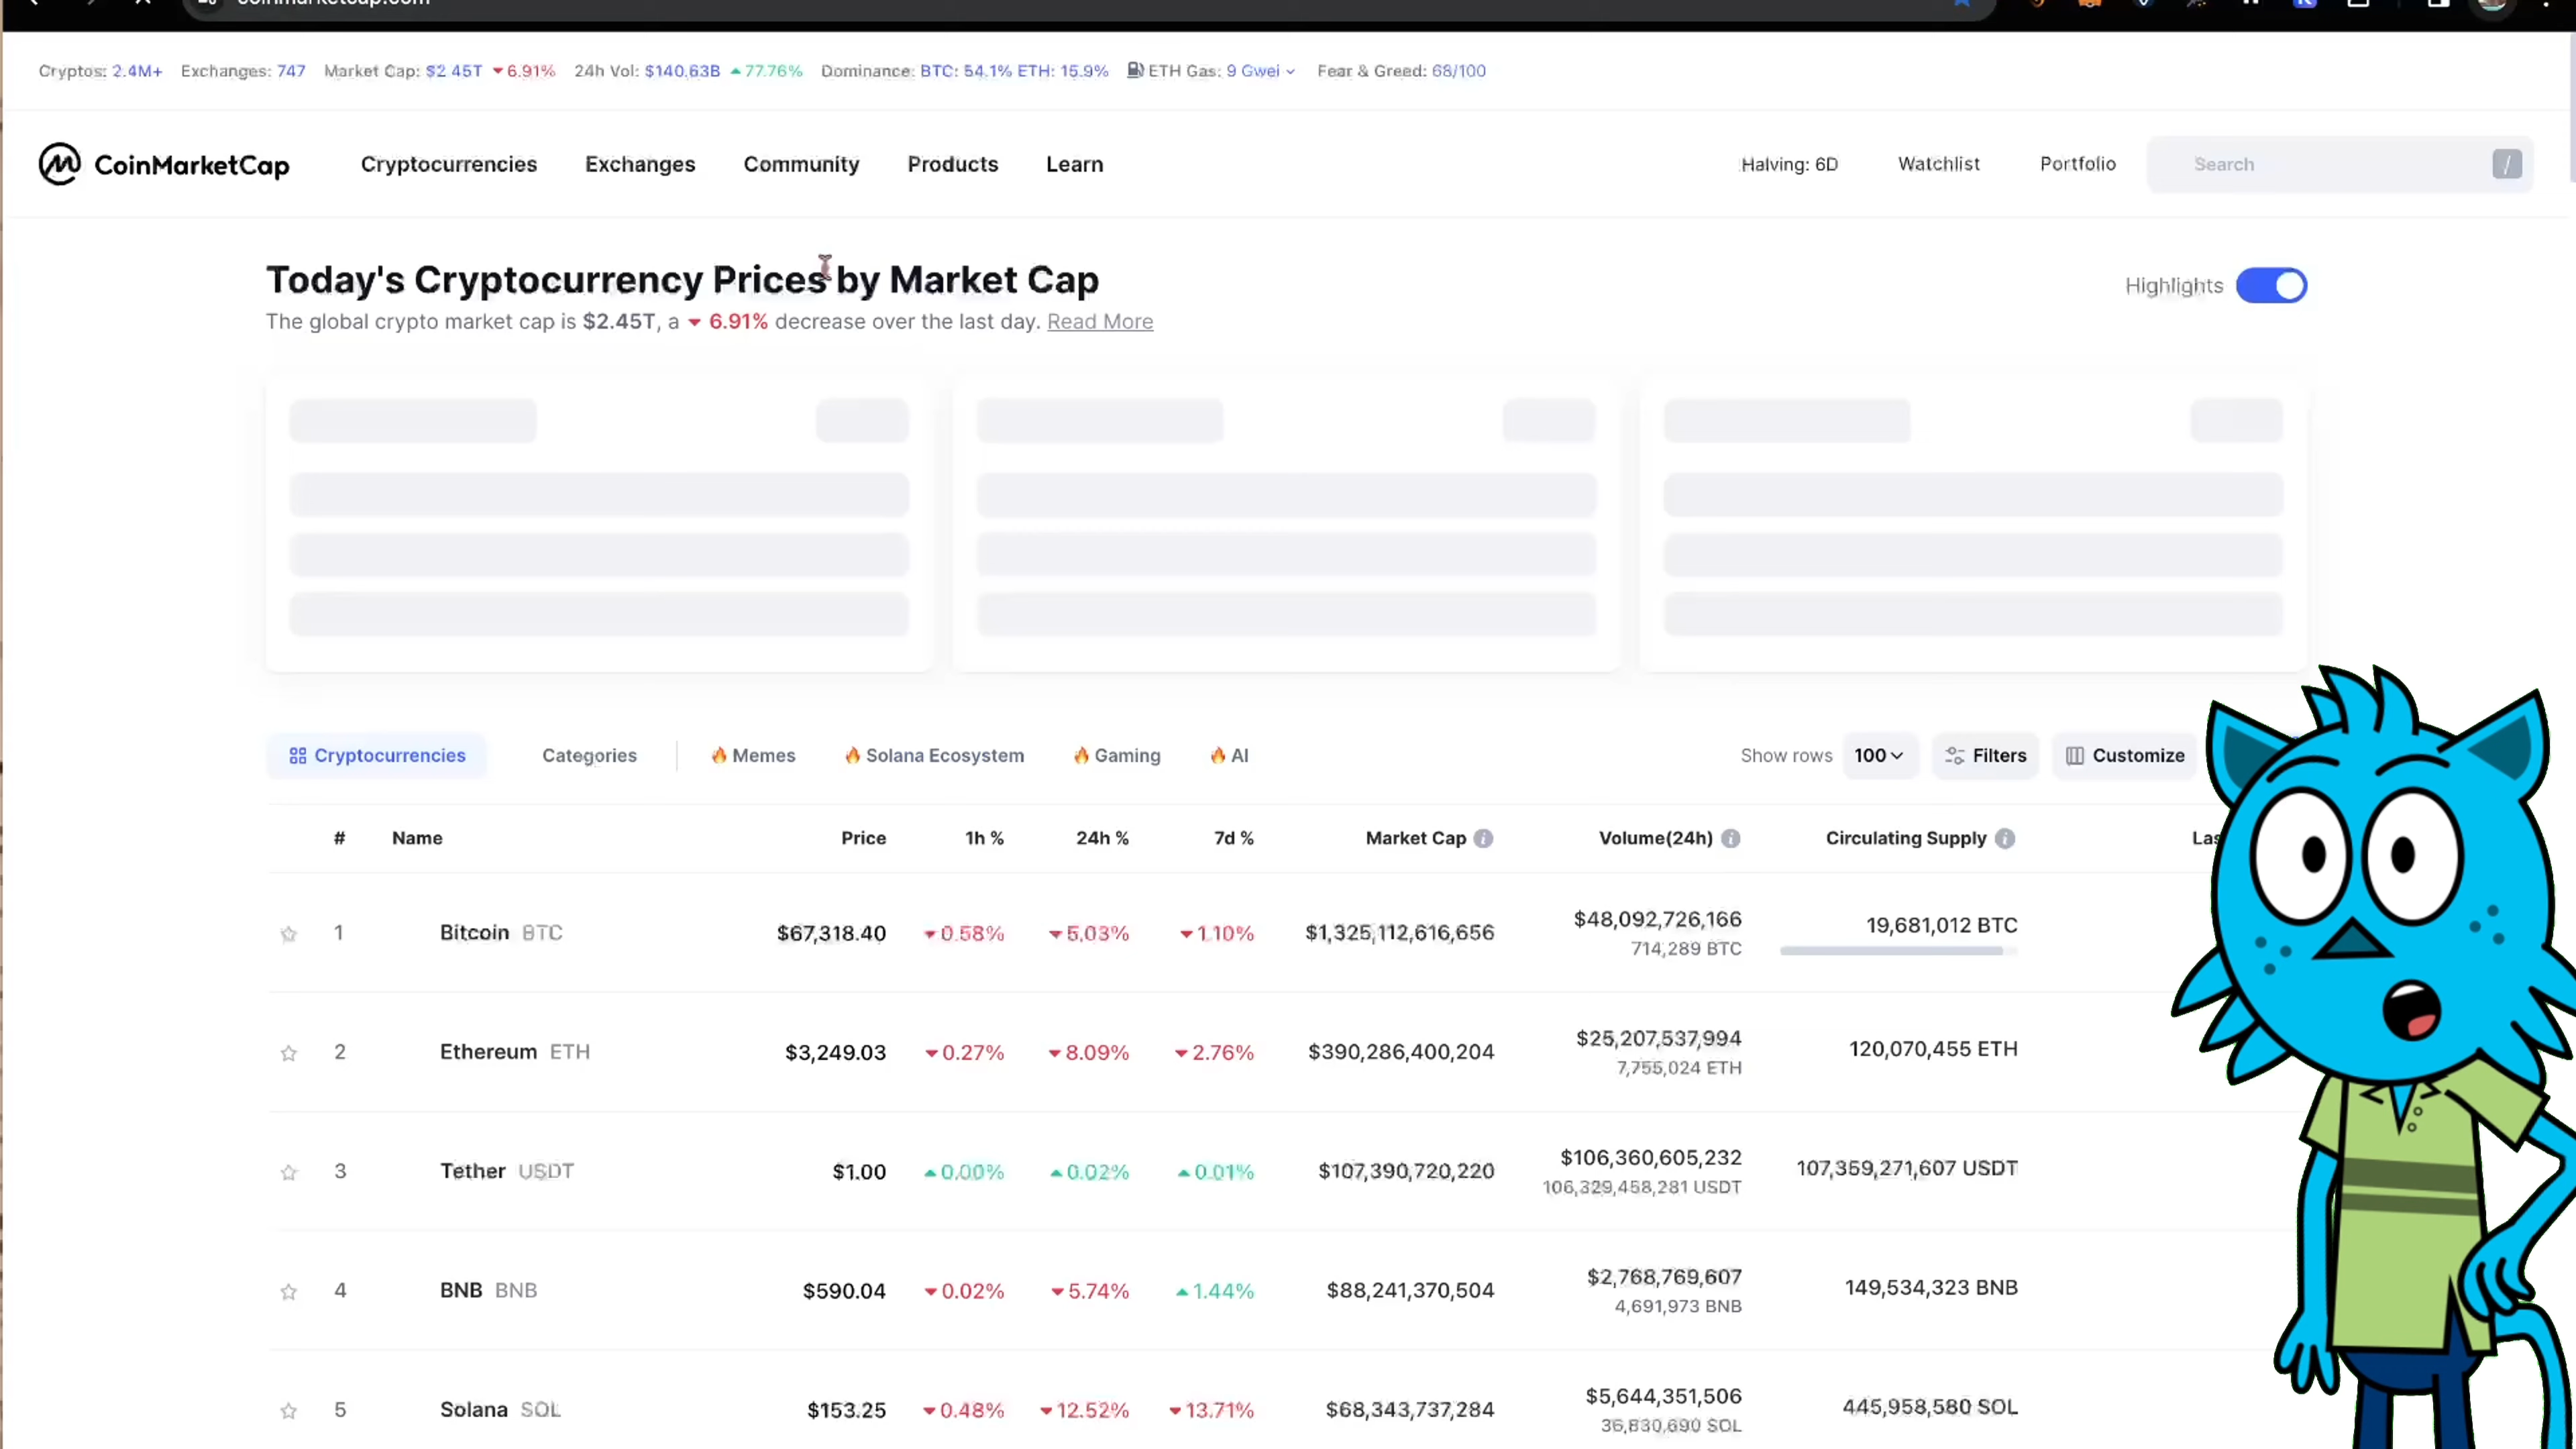 Cryptos: 2.4M+ Exchanges: 747 Market Cap: $2.45T 6.91% 24h Vol: $140.63B 77.76% Dominance: BTC: 54.1% ETH: 15.9% ETH Gas: 9 Gwei Fear & Greed: 68/100
CoinMarketCap Cryptocurrencies Exchanges Community Products Learn Halving: 6D Watchlist Portfolio Search /
Today's Cryptocurrency Prices by Market Cap Highlights
The global crypto market cap is $2.45T, a 6.91% decrease over the last day. Read More
Cryptocurrencies Categories Memes Solana Ecosystem Gaming AI Show rows 100 Filters Customize
# Name Price 1h % 24h % 7d % Market Cap Volume(24h) Circulating Supply
1 Bitcoin BTC $67,318.40 0.58% 5.03% 1.10% $1,325,112,616,656 $48,092,726,166 19,681,012 BTC
714,289 BTC
2 Ethereum ETH $3,249.03 0.27% 8.09% 2.76% $390,286,400,204 $25,207,537,994 120,070,455 ETH
7,755,024 ETH
3 Tether USDT $1.00 0.00% 0.02% 0.01% $107,390,720,220 $106,360,605,232 107,359,271,607 USDT
106,329,458,281 USDT
4 BNB BNB $590.04 0.02% 5.74% 1.44% $88,241,370,504 $2,768,769,607 149,534,323 BNB
4,691,973 BNB
5 Solana SOL $153.25 0.48% 12.52% 13.71% $68,343,737,284 $5,644,351,506 445,958,580 SOL
36,830,690 SOL